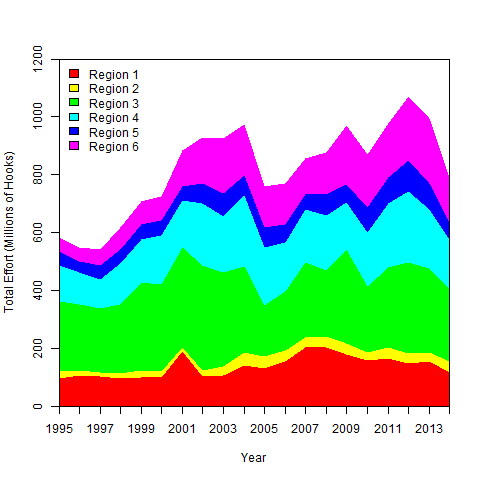 Total Effort (Millions of Hooks)
1200
1000
800
600
400
200
0
Region 1
Region 2
Region 3
Region 4
Region 5
Region 6
1995 1997 1999 2001 2003 2005 2007 2009 2011 2013
Year